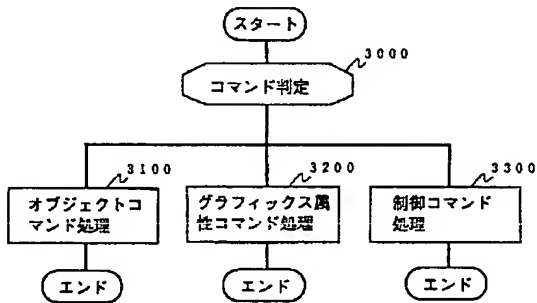 スタート
3000
コマンド判定
3100
3200
3300
オブジェクトコ
マンド処理
グラフィックス属
性コマンド処理
制御コマンド
処理
エンド
エンド
エンド